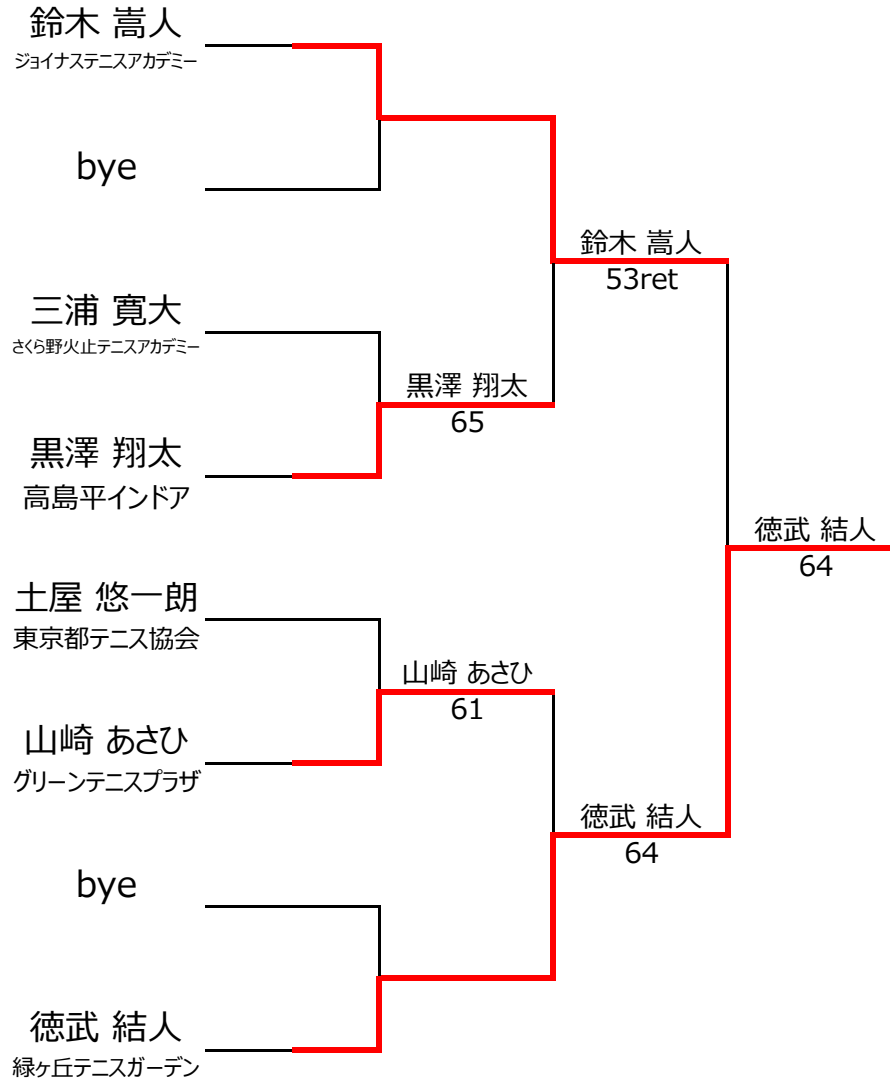 鈴木 嵩人
ジョイナステニスアカデミー
bye
三浦 寛大
さくら野火止テニスアカデミー
黒澤 翔太
高島平インドア
土屋 悠一朗
東京都テニス協会
山崎 あさひ
グリーンテニスプラザ
bye
徳武 結人
緑ヶ丘テニスガーデン
黒澤 翔太
65
山崎 あさひ
61
鈴木 嵩人
53ret
徳武 結人
64
徳武 結人
64